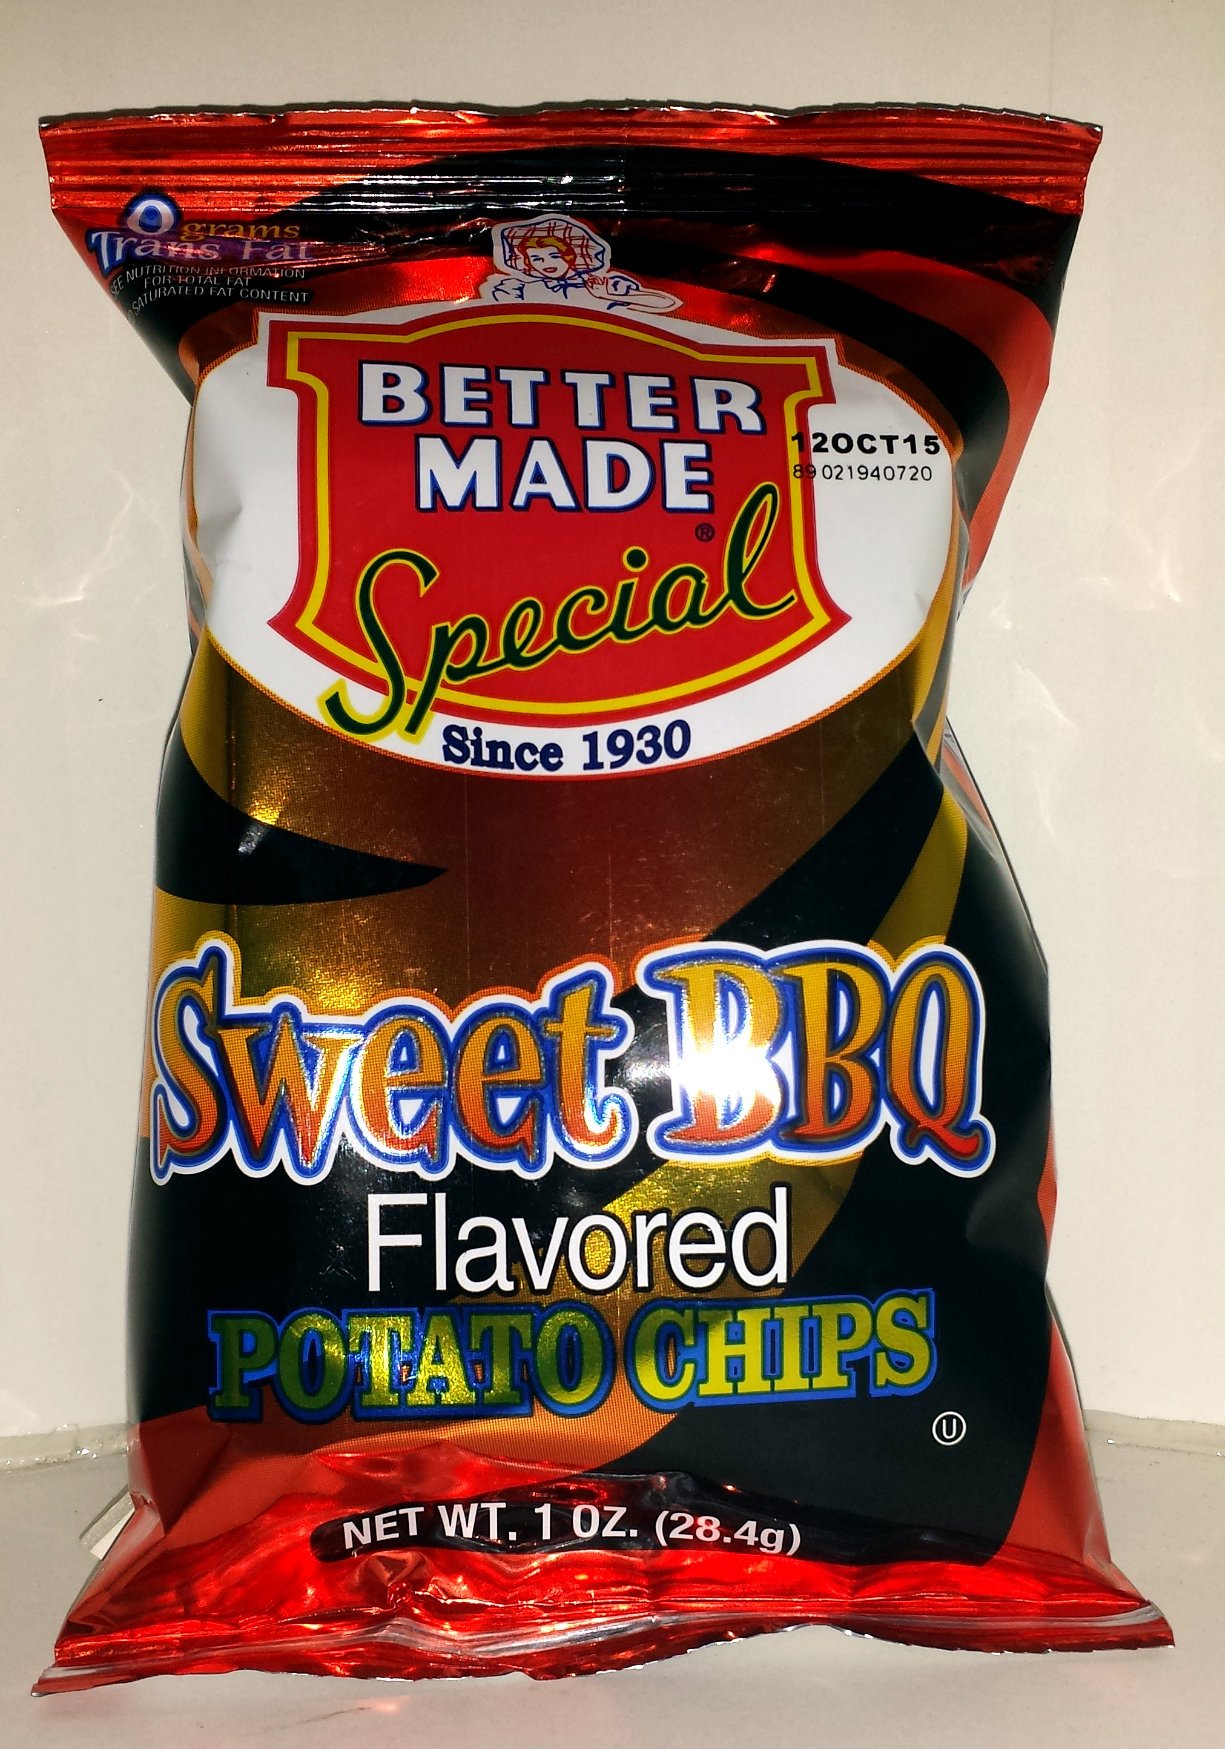 0 grams
Trans Fat
SEE NUTRITION INFORMATION
FOR TOTAL FAT
SATURATED FAT CONTENT
BETTER
MADE
®
Special
Since 1930
12OCT15
89 021940720
Sweet BBQ
Flavored
POTATO CHIPS
U
NET WT. 1 OZ. (28.4g)